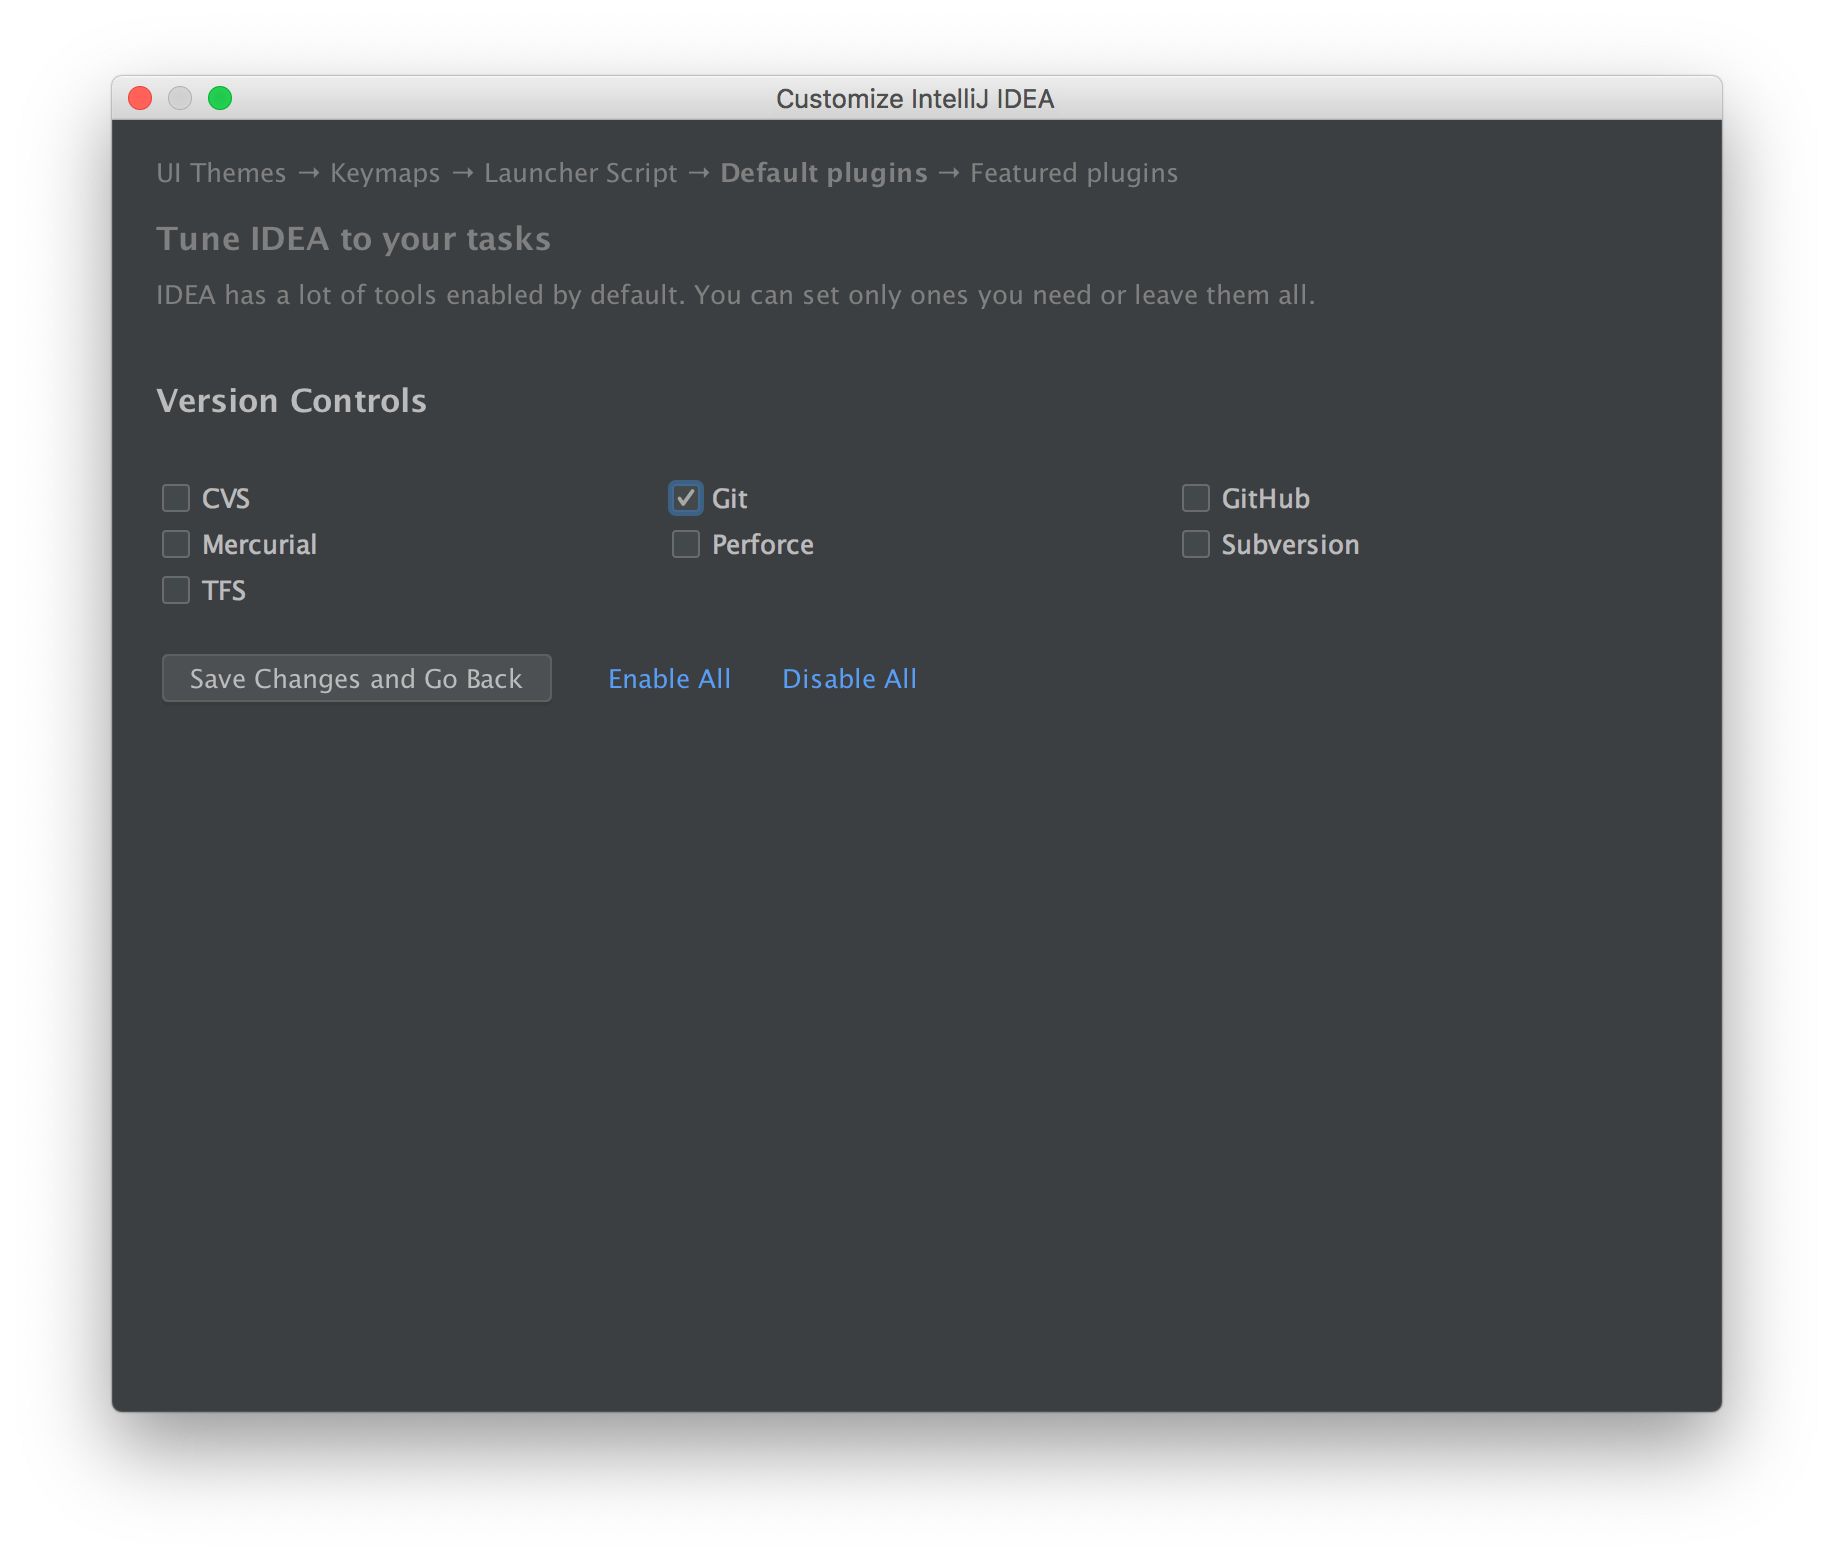 Customize IntelliJ IDEA
UI Themes → Keymaps → Launcher Script → Default plugins → Featured plugins
Tune IDEA to your tasks
IDEA has a lot of tools enabled by default. You can set only ones you need or leave them all.
Version Controls
CVS Git GitHub
Mercurial Perforce Subversion
TFS
Save Changes and Go Back Enable All Disable All